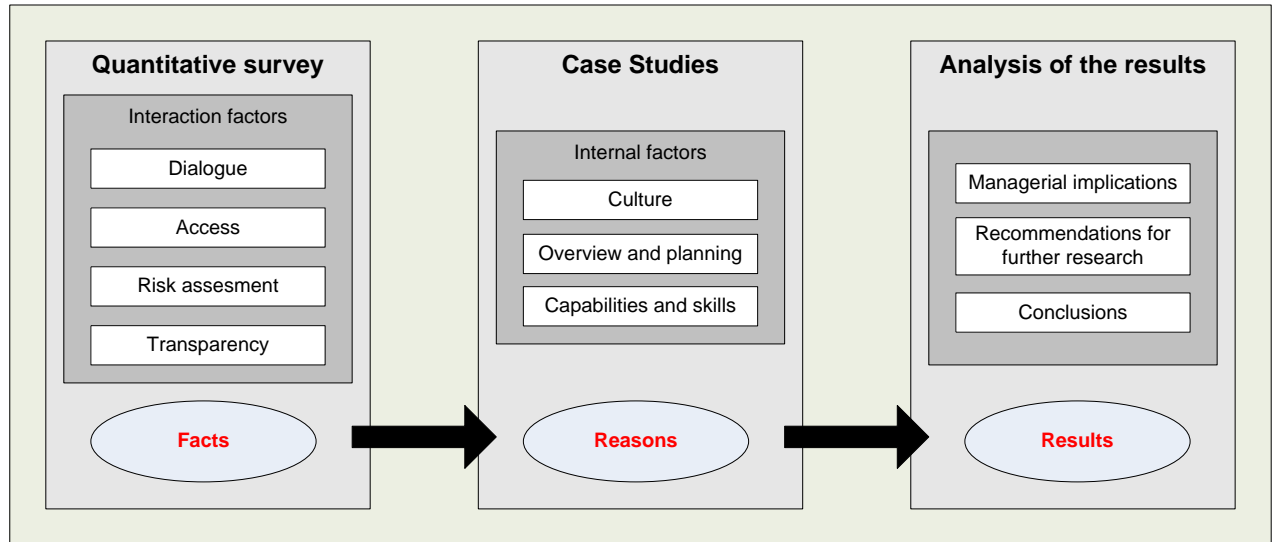 Quantitative survey
Interaction factors
Dialogue
Access
Risk assesment
Transparency
Facts
Case Studies
Internal factors
Culture
Overview and planning
Capabilities and skills
Reasons
Analysis of the results
Managerial implications
Recommendations for
further research
Conclusions
Results